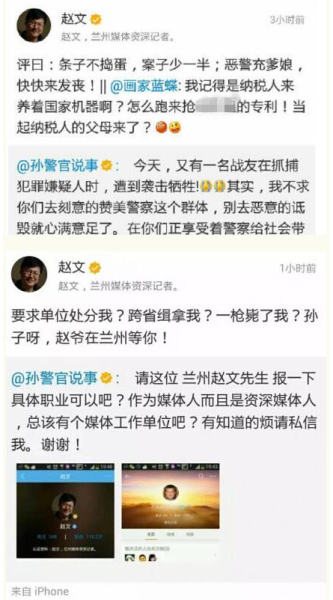 赵文
3小时前
赵文，兰州媒体资深记者。
评曰：条子不捣蛋，案子少一半；恶警充爹娘，
快快来发丧！||@画家蓝蝶: 我记得是纳税人来
养着国家机器啊？怎么跑来抢 的专利！当
起纳税人的父母来了？
@孙警官说事： 今天，又有一名战友在抓捕
犯罪嫌疑人时，遭到袭击牺牲！其实，我不求
你们去刻意的赞美警察这个群体，别去恶意的诋
毁就心满意足了。在你们正享受着警察给社会带
赵文
1小时前
赵文，兰州媒体资深记者。
要求单位处分我？跨省缉拿我？一枪毙了我？孙
子呀，赵爷在兰州等你！
@孙警官说事： 请这位 兰州赵文先生 报一下
具体职业可以吧？作为媒体人而且是资深媒体人
，总该有个媒体工作单位吧？有知道的烦请私信
我。谢谢！
赵文
来自 iPhone